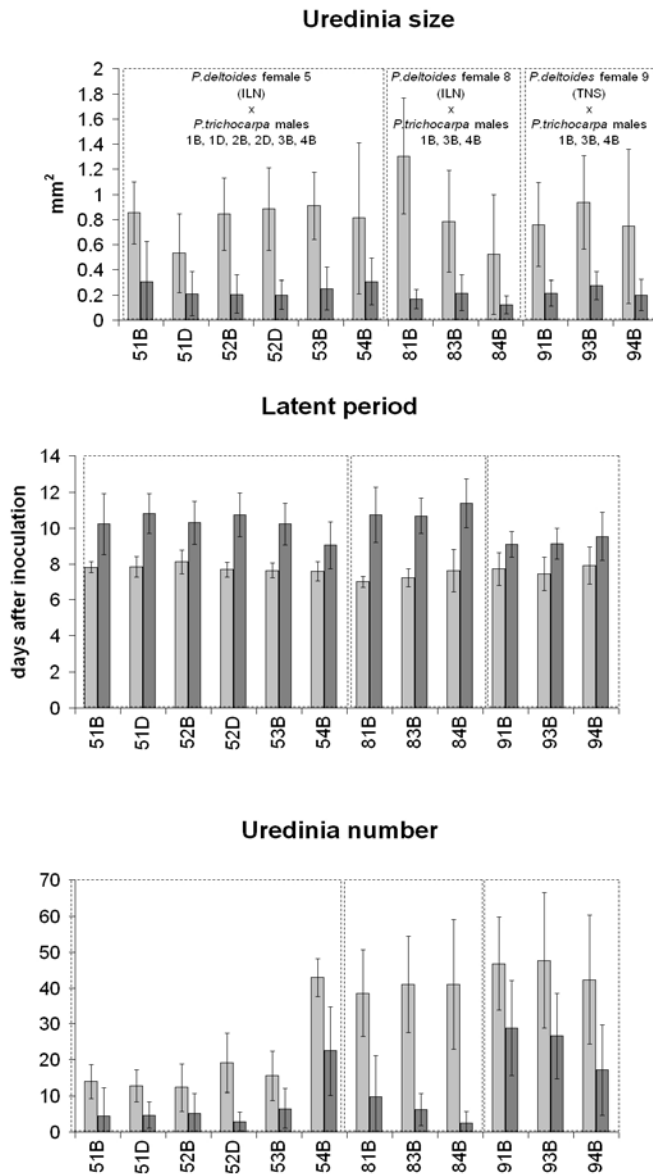 Uredinia size
P.deltoides female 5
(ILN)
x
P.trichocarpa males
1B, 1D, 2B, 2D, 3B, 4B
P.deltoides female 8
(ILN)
x
P.trichocarpa males
1B, 3B, 4B
P.deltoides female 9
(TNS)
x
P.trichocarpa males
1B, 3B, 4B
mm²
2
1.8
1.6
1.4
1.2
1
0.8
0.6
0.4
0.2
0
51B 51D 52B 52D 53B 54B 81B 83B 84B 91B 93B 94B
Latent period
days after inoculation
14
12
10
8
6
4
2
0
51B 51D 52B 52D 53B 54B 81B 83B 84B 91B 93B 94B
Uredinia number
70
60
50
40
30
20
10
0
51B 51D 52B 52D 53B 54B 81B 83B 84B 91B 93B 94B